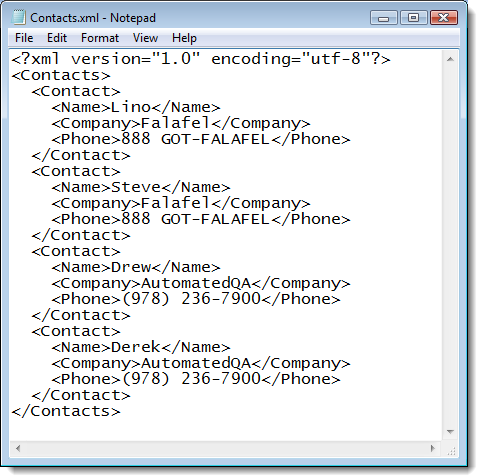 Contacts.xml - Notepad
File Edit Format View Help
<?xml version="1.0" encoding="utf-8"?>
<Contacts>
  <Contact>
    <Name>Lino</Name>
    <Company>Falafel</Company>
    <Phone>888 GOT-FALAFEL</Phone>
  </Contact>
  <Contact>
    <Name>Steve</Name>
    <Company>Falafel</Company>
    <Phone>888 GOT-FALAFEL</Phone>
  </Contact>
  <Contact>
    <Name>Drew</Name>
    <Company>AutomatedQA</Company>
    <Phone>(978) 236-7900</Phone>
  </Contact>
  <Contact>
    <Name>Derek</Name>
    <Company>AutomatedQA</Company>
    <Phone>(978) 236-7900</Phone>
  </Contact>
</Contacts>